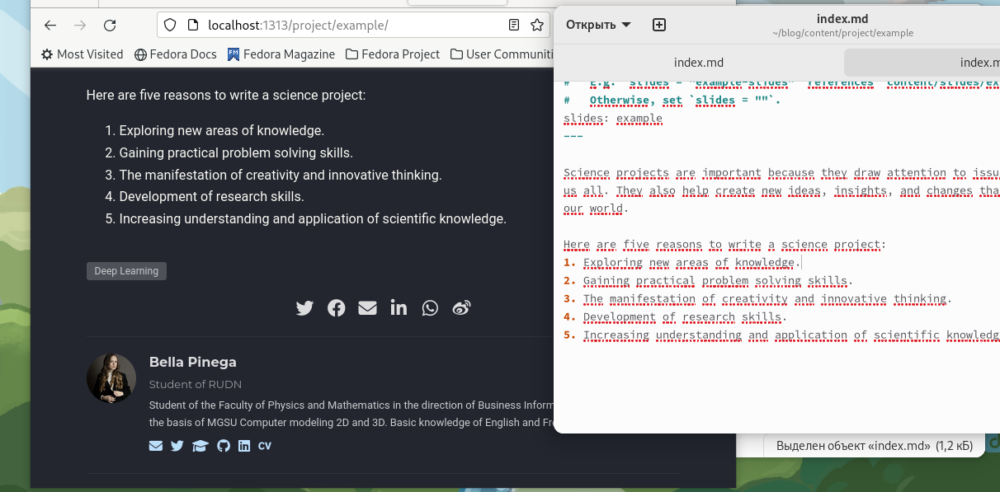 localhost:1313/project/example/
Most Visited Fedora Docs Fedora Magazine Fedora Project User Communiti
Here are five reasons to write a science project:
1. Exploring new areas of knowledge.
2. Gaining practical problem solving skills.
3. The manifestation of creativity and innovative thinking.
4. Development of research skills.
5. Increasing understanding and application of scientific knowledge.
Deep Learning
Bella Pinega
Student of RUDN
Student of the Faculty of Physics and Mathematics in the direction of Business Inform
the basis of MGSU Computer modeling 2D and 3D. Basic knowledge of English and Fre
CV
Открыть
index.md
~/blog/content/project/example
index.md
index.m
# E.g. `slides = "example-slides"` references `content/slides/ex
# Otherwise, set `slides = ""`.
slides: example
---
Science projects are important because they draw attention to issu
us all. They also help create new ideas, insights, and changes tha
our world.
Here are five reasons to write a science project:
1. Exploring new areas of knowledge.
2. Gaining practical problem solving skills.
3. The manifestation of creativity and innovative thinking.
4. Development of research skills.
5. Increasing understanding and application of scientific knowledg
Выделен объект «index.md» (1,2 кБ)